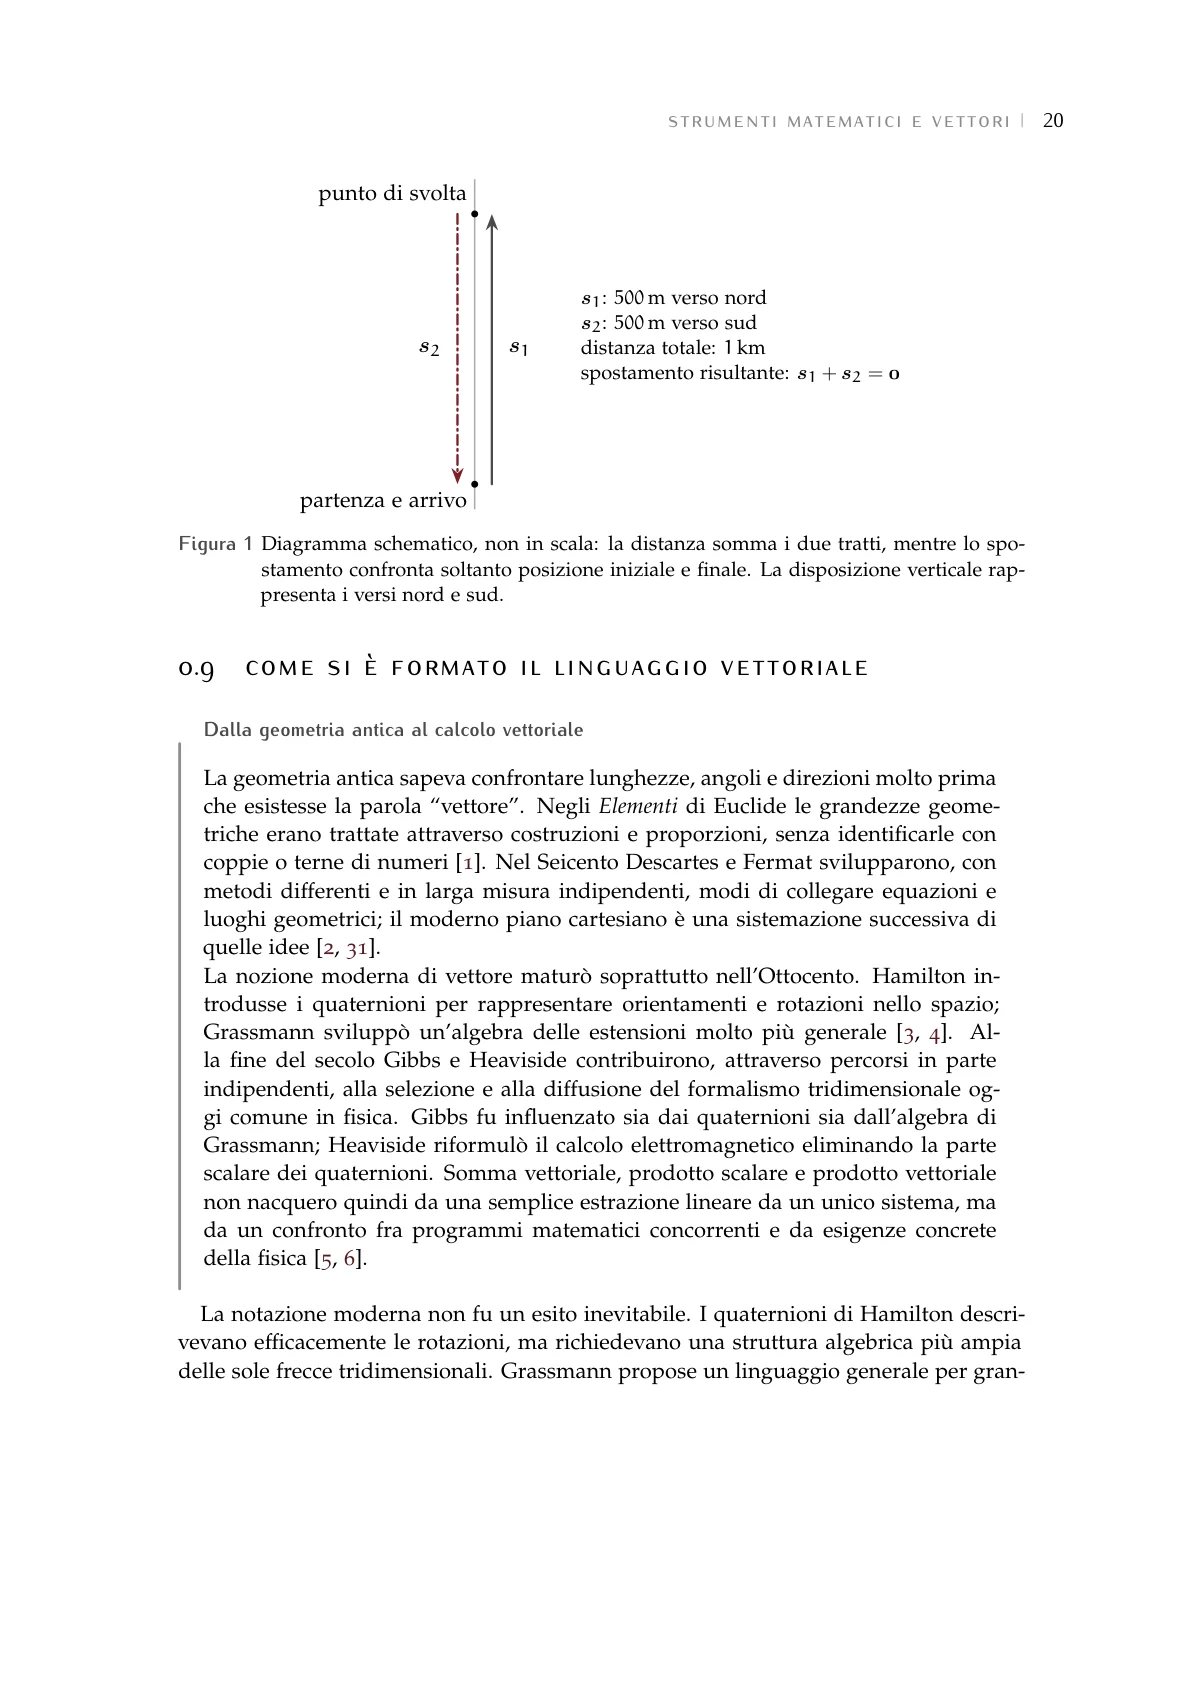 STRUMENTI MATEMATICI E VETTORI | 20
punto di svolta
s2
s1
s1: 500 m verso nord
s2: 500 m verso sud
distanza totale: 1 km
spostamento risultante: s1 + s2 = 0
partenza e arrivo
Figura 1 Diagramma schematico, non in scala: la distanza somma i due tratti, mentre lo spo-
stamento confronta soltanto posizione iniziale e finale. La disposizione verticale rap-
presenta i versi nord e sud.
0.9 COME SI È FORMATO IL LINGUAGGIO VETTORIALE
Dalla geometria antica al calcolo vettoriale
La geometria antica sapeva confrontare lunghezze, angoli e direzioni molto prima
che esistesse la parola “vettore”. Negli Elementi di Euclide le grandezze geome-
triche erano trattate attraverso costruzioni e proporzioni, senza identificarle con
coppie o terne di numeri [1]. Nel Seicento Descartes e Fermat svilupparono, con
metodi differenti e in larga misura indipendenti, modi di collegare equazioni e
luoghi geometrici; il moderno piano cartesiano è una sistemazione successiva di
quelle idee [2, 31].
La nozione moderna di vettore maturò soprattutto nell’Ottocento. Hamilton in-
trodusse i quaternioni per rappresentare orientamenti e rotazioni nello spazio;
Grassmann sviluppò un’algebra delle estensioni molto più generale [3, 4]. Al-
la fine del secolo Gibbs e Heaviside contribuirono, attraverso percorsi in parte
indipendenti, alla selezione e alla diffusione del formalismo tridimensionale og-
gi comune in fisica. Gibbs fu influenzato sia dai quaternioni sia dall’algebra di
Grassmann; Heaviside riformulò il calcolo elettromagnetico eliminando la parte
scalare dei quaternioni. Somma vettoriale, prodotto scalare e prodotto vettoriale
non nacquero quindi da una semplice estrazione lineare da un unico sistema, ma
da un confronto fra programmi matematici concorrenti e da esigenze concrete
della fisica [5, 6].
La notazione moderna non fu un esito inevitabile. I quaternioni di Hamilton descri-
vevano efficacemente le rotazioni, ma richiedevano una struttura algebrica più ampia
delle sole frecce tridimensionali. Grassmann propose un linguaggio generale per gran-